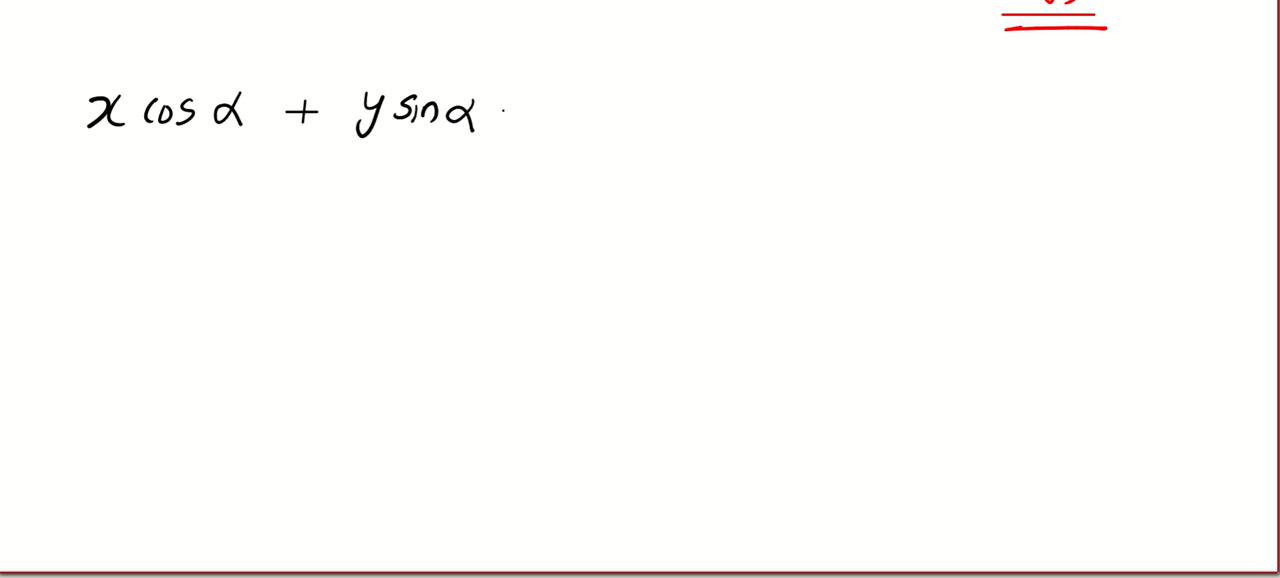 x cos α + y sin α